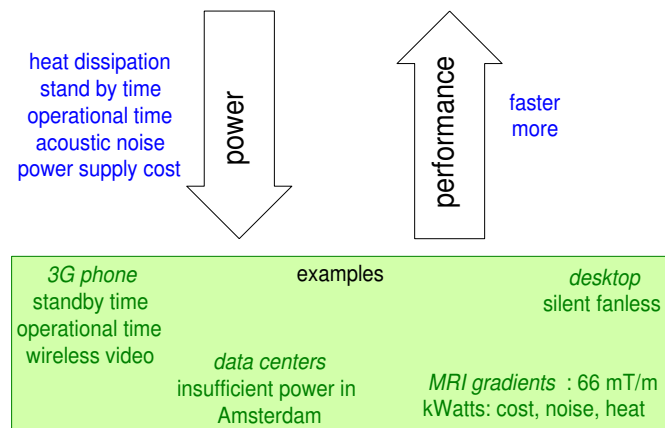 heat dissipation
stand by time
operational time
acoustic noise
power supply cost
power
performance
faster
more
examples
3G phone
standby time
operational time
wireless video
data centers
insufficient power in
Amsterdam
desktop
silent fanless
MRI gradients : 66 mT/m
kWatts: cost, noise, heat